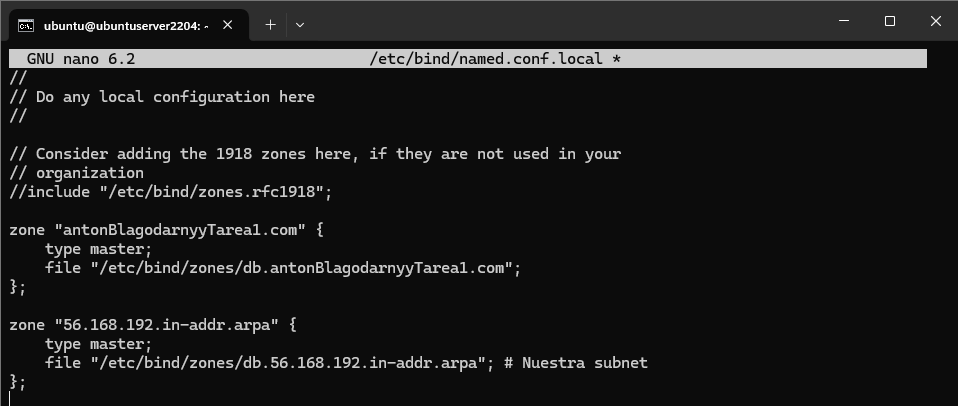 ubuntu@ubuntuserver2204: ~
GNU nano 6.2 /etc/bind/named.conf.local *
//
// Do any local configuration here
//
// Consider adding the 1918 zones here, if they are not used in your
// organization
//include "/etc/bind/zones.rfc1918";
zone "antonBlagodarnyyTarea1.com" {
    type master;
    file "/etc/bind/zones/db.antonBlagodarnyyTarea1.com";
};
zone "56.168.192.in-addr.arpa" {
    type master;
    file "/etc/bind/zones/db.56.168.192.in-addr.arpa"; # Nuestra subnet
};